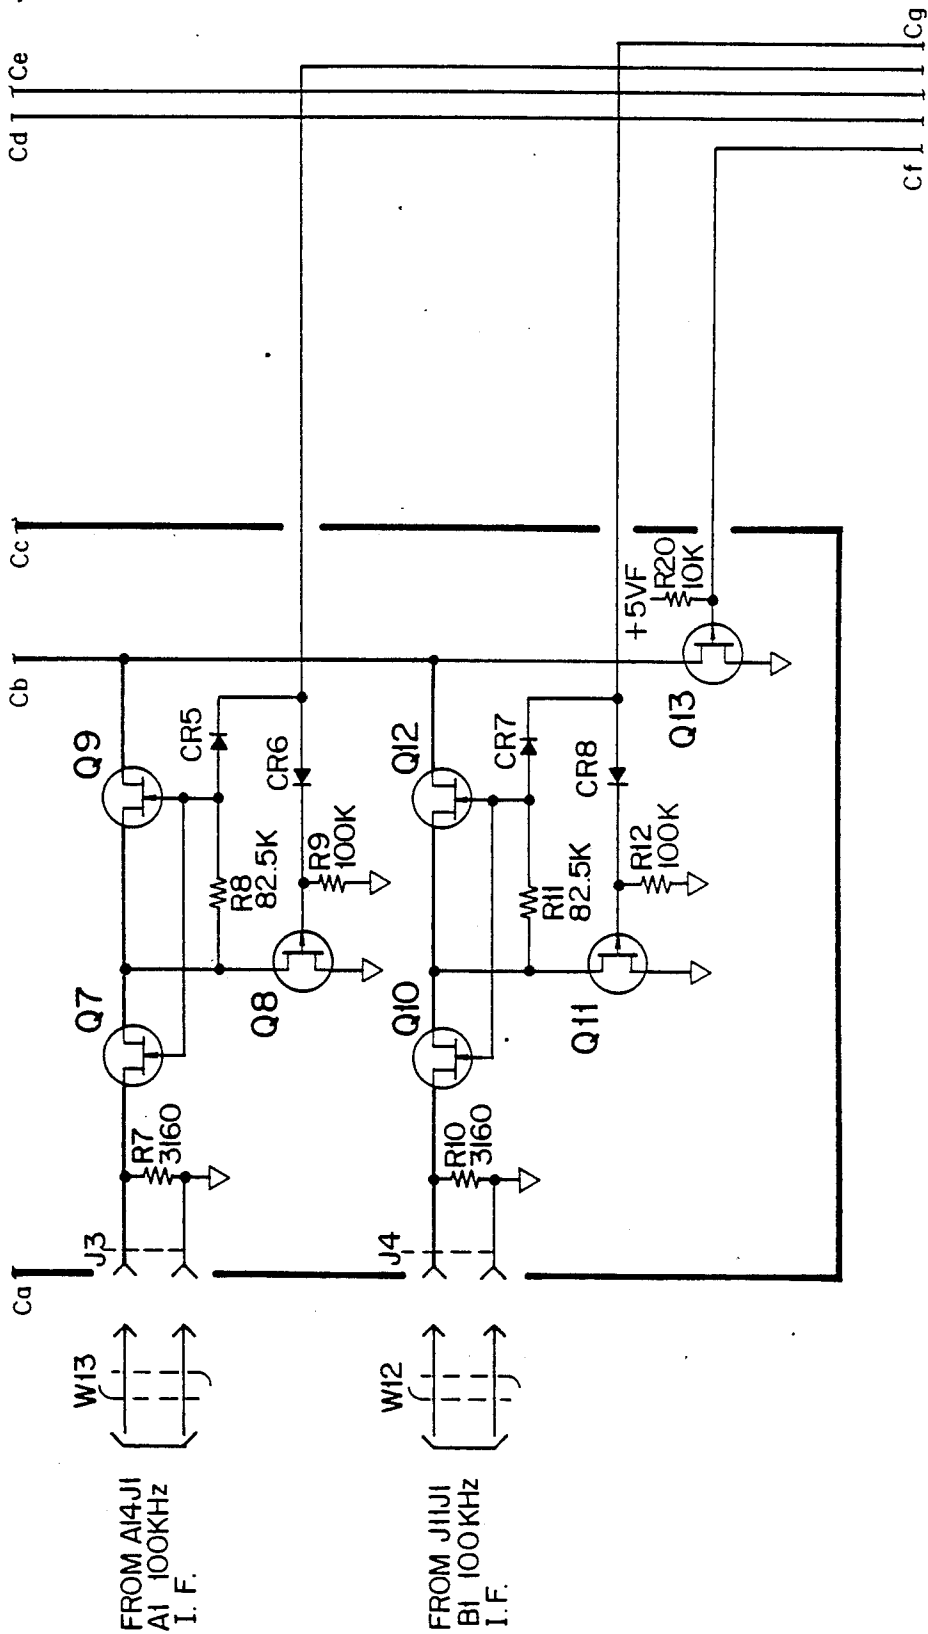 Ce
Cg
Cd
Cf
Cc
Cb
+5VF
R20
10K
Q9
CR5
CR6
Q12
CR7
CR8
Q13
R8
82.5K
R9
100K
R11
82.5K
R12
100K
Q7
Q8
Q10
Q11
R7
3160
R10
3160
J3
J4
Ca
W13
W12
FROM A14J1
A1 100KHz
I. F.
FROM J11J1
B1 100KHz
I.F.